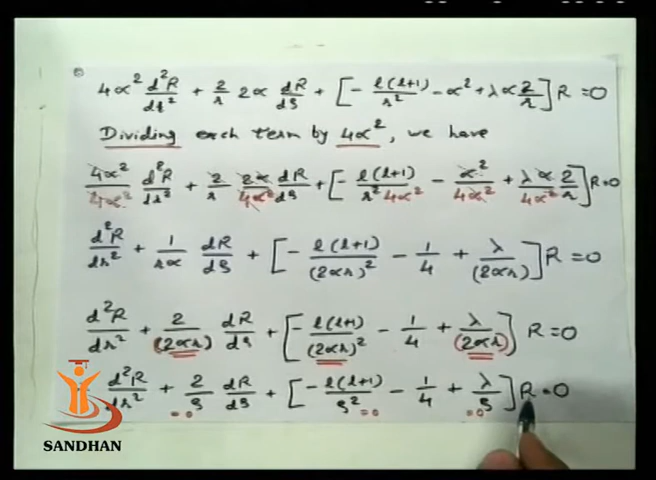 4α² d²R/dr² + 2/r 2α dR/dρ + [- l(l+1)/r² - α² + λα 2/r] R = 0
Dividing each term by 4α², we have
4α²/4α² d²R/dr² + 2/r 2α/4α² dR/dρ + [- l(l+1)/r² 4α² - α²/4α² + λα/4α² 2/r] R=0
d²R/dr² + 1/rα dR/dρ + [- l(l+1)/(2αr)² - 1/4 + λ/(2αr)] R = 0
d²R/dr² + 2/(2αr) dR/dρ + [- l(l+1)/(2αr)² - 1/4 + λ/(2αr)] R = 0
d²R/dr² + 2/ρ dR/dρ + [- l(l+1)/ρ² - 1/4 + λ/ρ] R = 0
SANDHAN